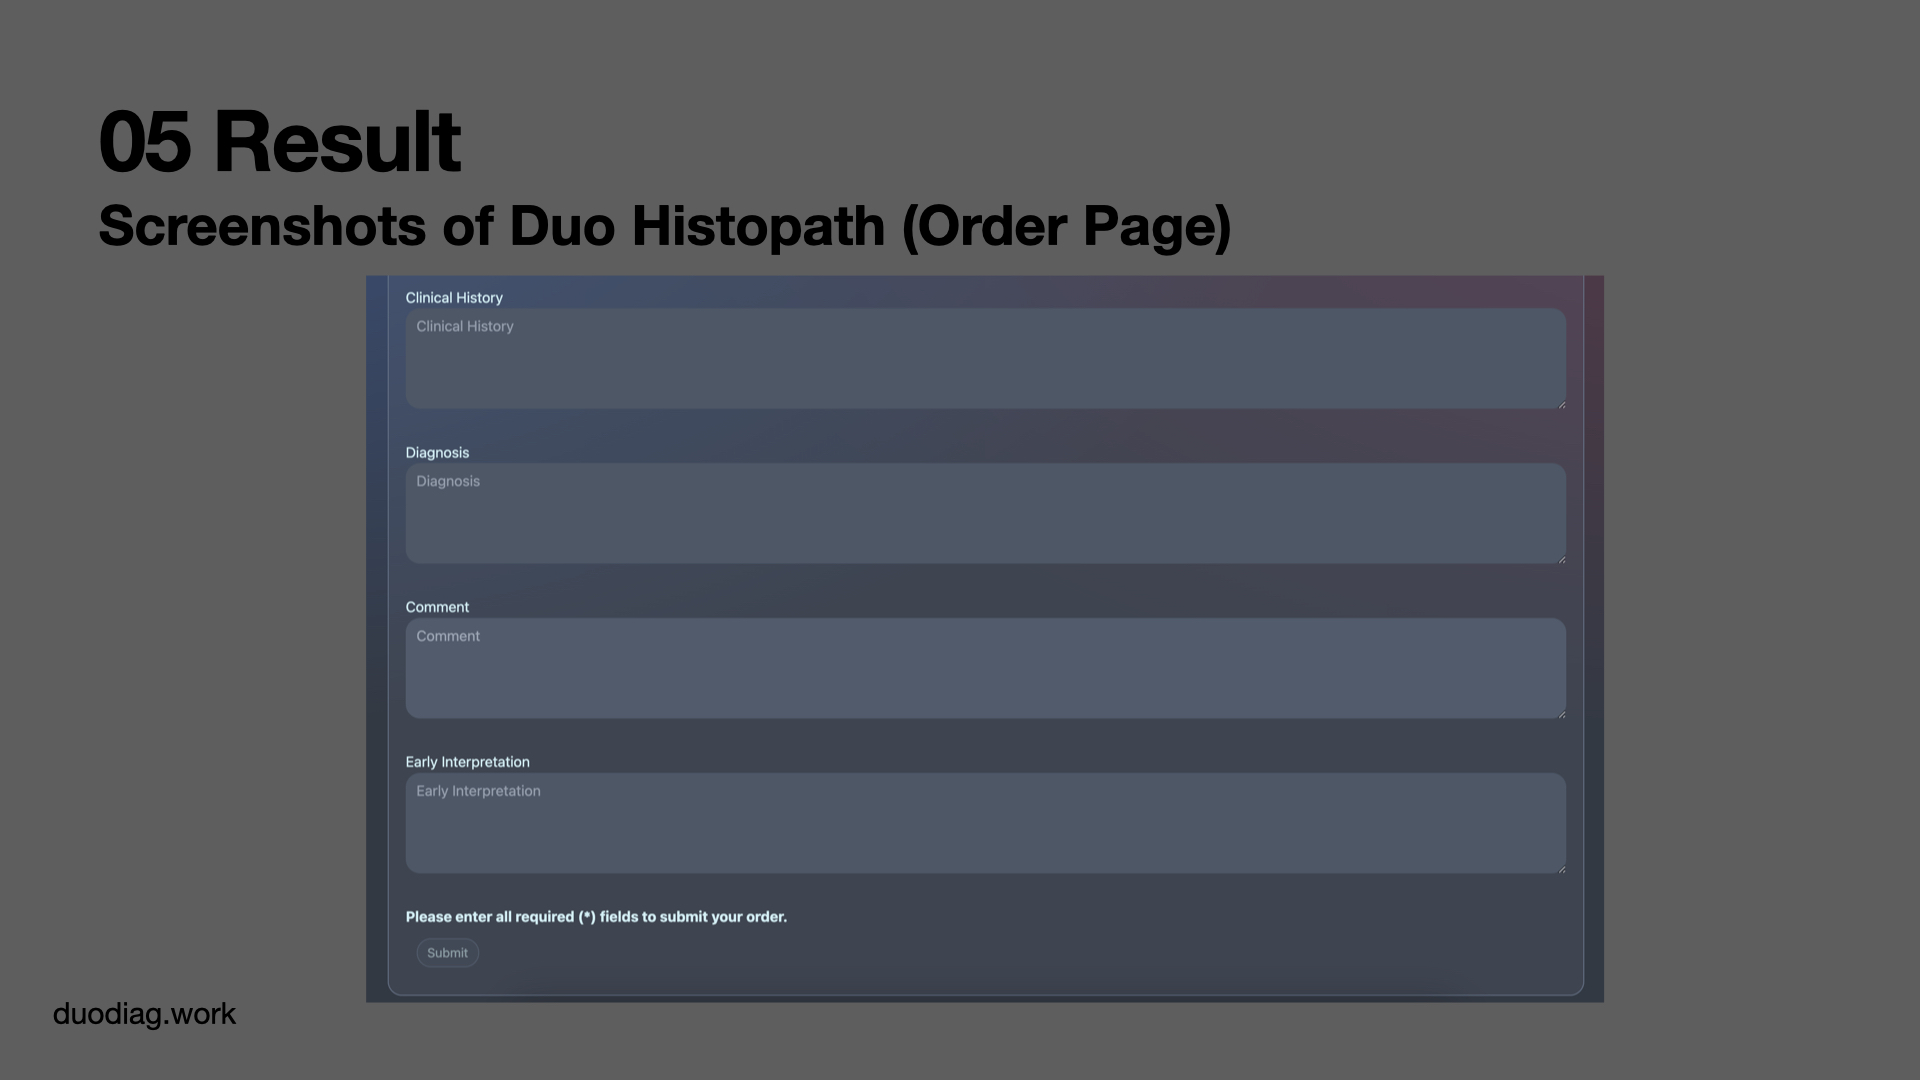 05 Result
Screenshots of Duo Histopath (Order Page)
Clinical History
Clinical History
Diagnosis
Diagnosis
Comment
Comment
Early Interpretation
Early Interpretation
Please enter all required (*) fields to submit your order.
Submit
duodiag.work